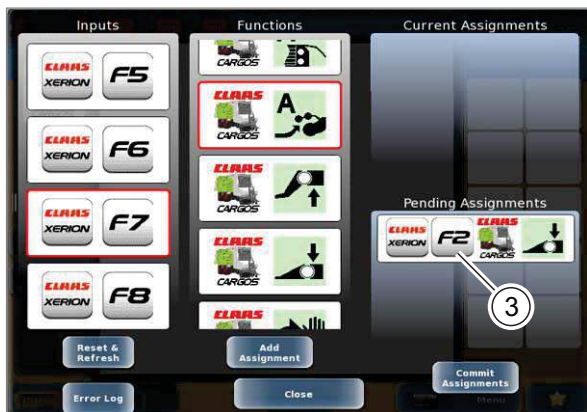 Inputs
Functions
Current Assignments
CLAAS
XERION
F5
CLAAS
XERION
F6
CLAAS
XERION
F7
CLAAS
XERION
F8
CARGOS
CLAAS
CARGOS
A
CLAAS
CARGOS
CLAAS
CARGOS
CLAAS
Pending Assignments
CLAAS
XERION
F2
CLAAS
CARGOS
3
Reset &
Refresh
Add
Assignment
Commit
Assignments
Error Log
Close
Menu